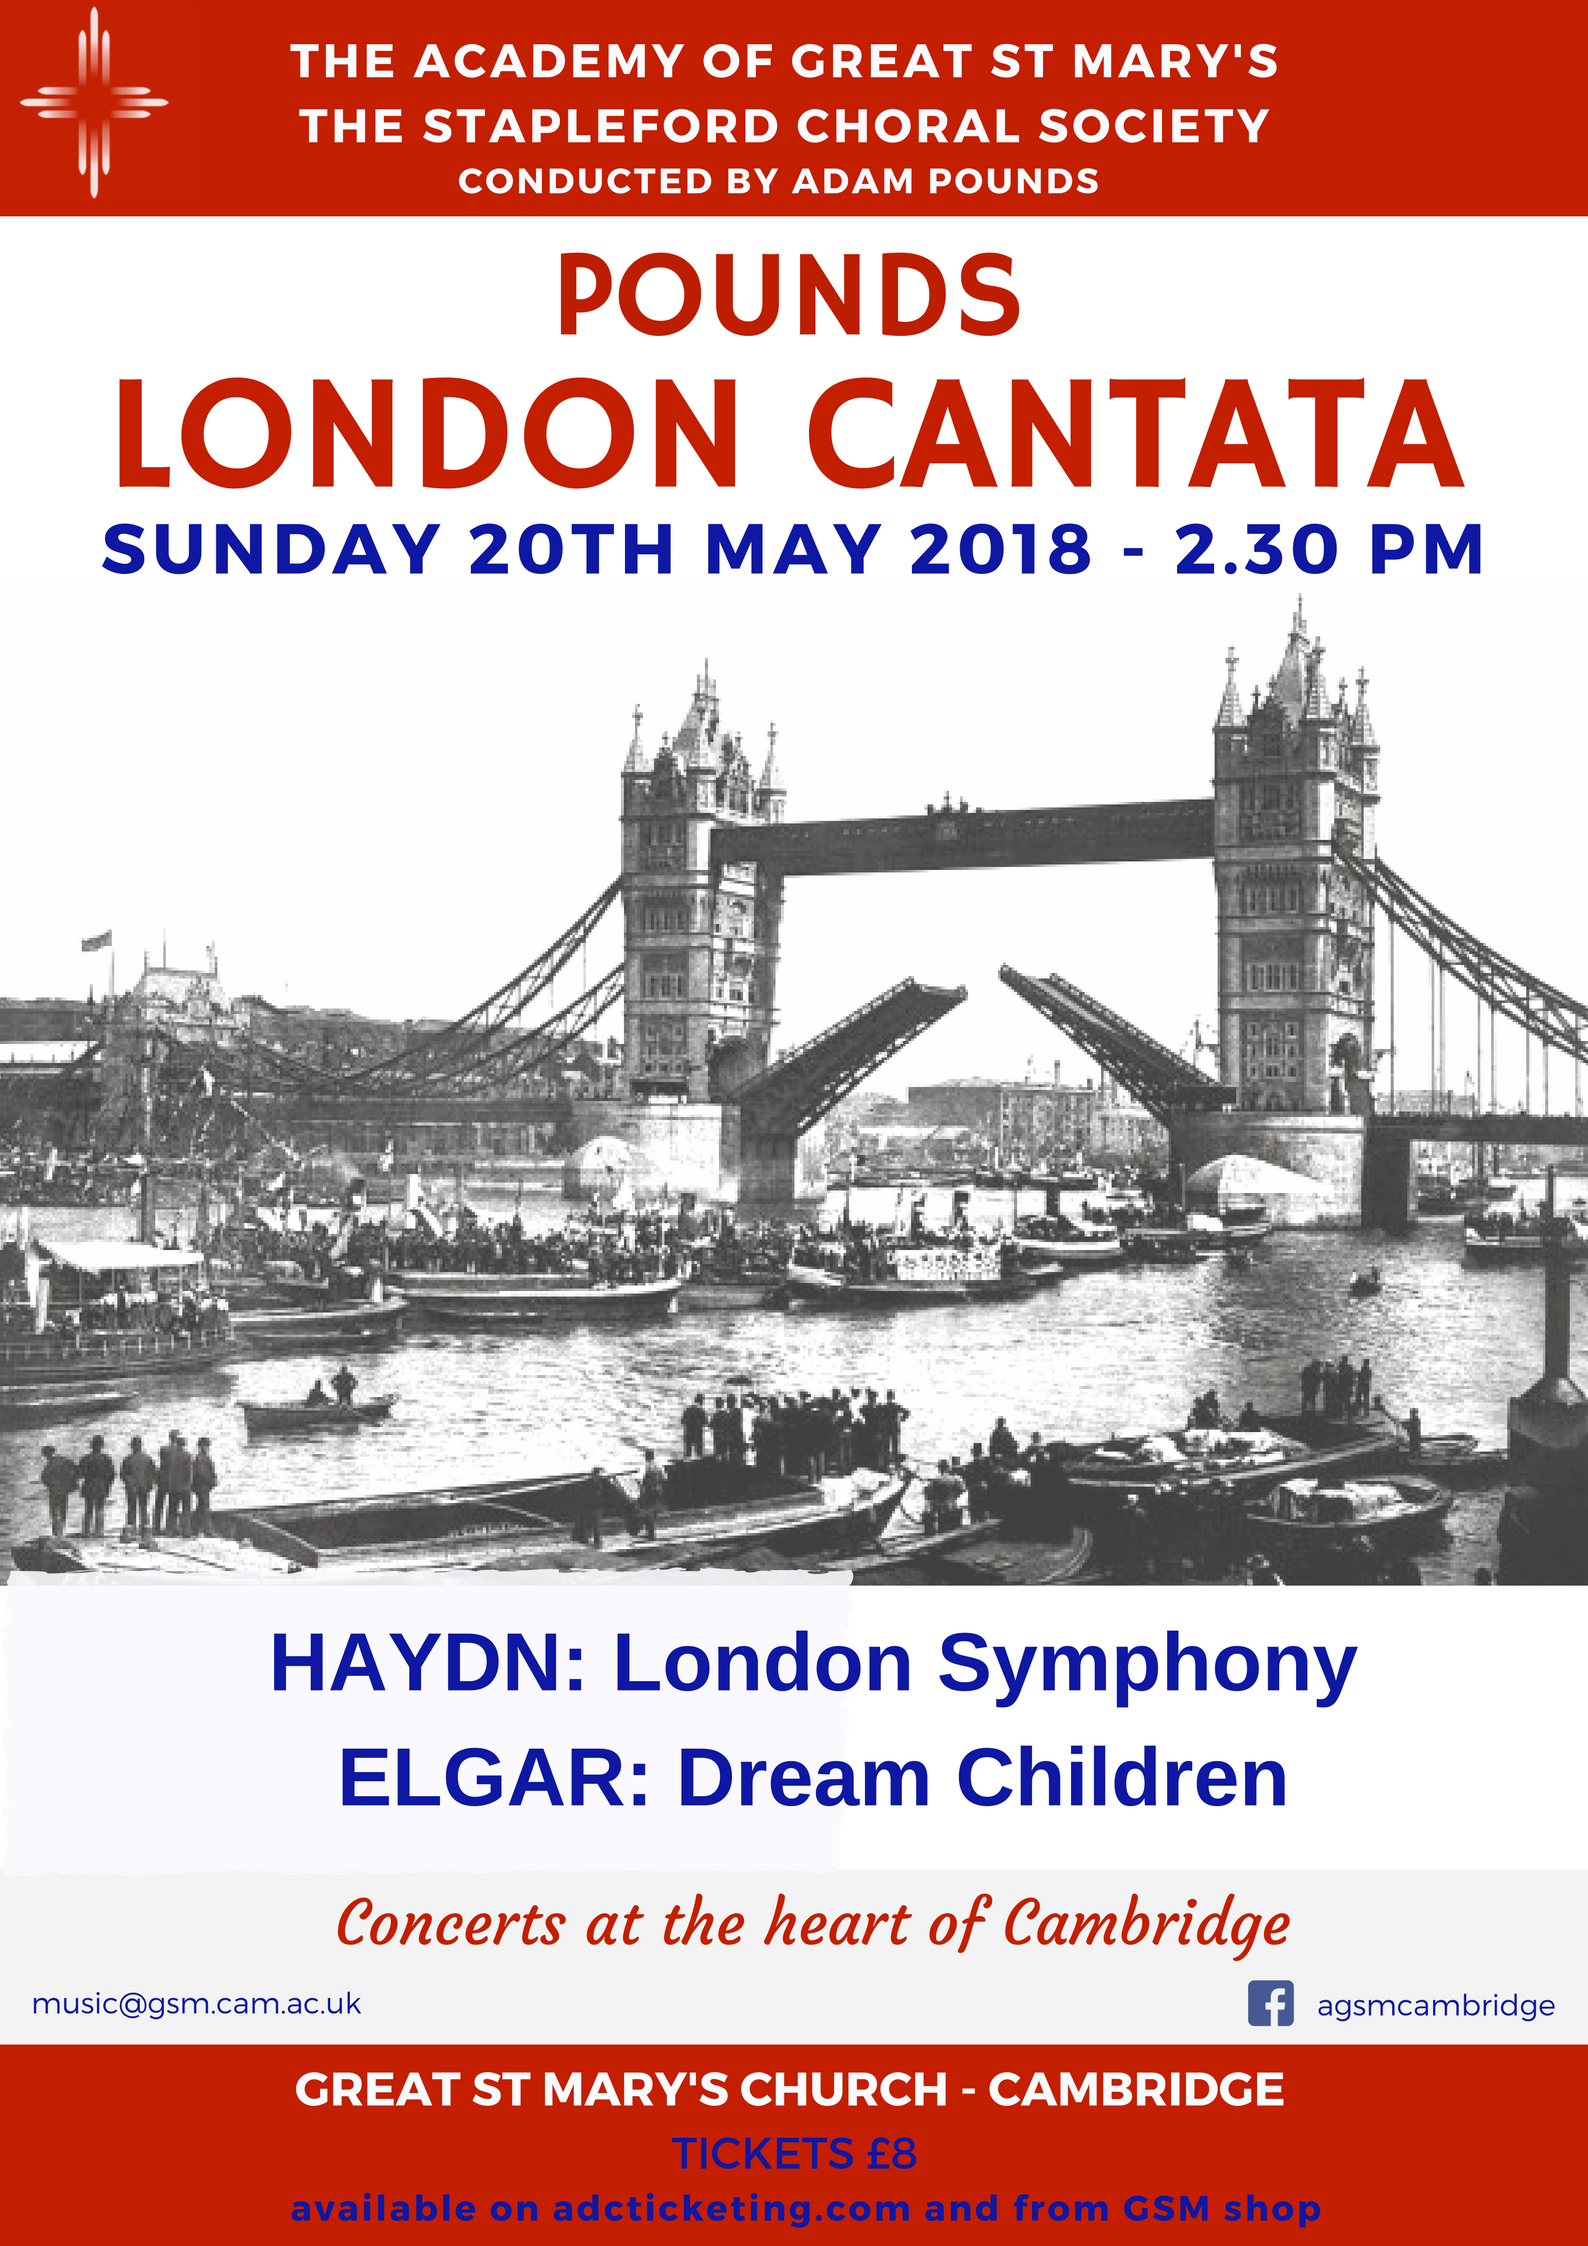 THE ACADEMY OF GREAT ST MARY'S
THE STAPLEFORD CHORAL SOCIETY
CONDUCTED BY ADAM POUNDS
POUNDS
LONDON CANTATA
SUNDAY 20TH MAY 2018 - 2.30 PM
HAYDN: London Symphony
ELGAR: Dream Children
Concerts at the heart of Cambridge
music@gsm.cam.ac.uk
agsmcambridge
GREAT ST MARY'S CHURCH - CAMBRIDGE
TICKETS £8
available on adcticketing.com and from GSM shop